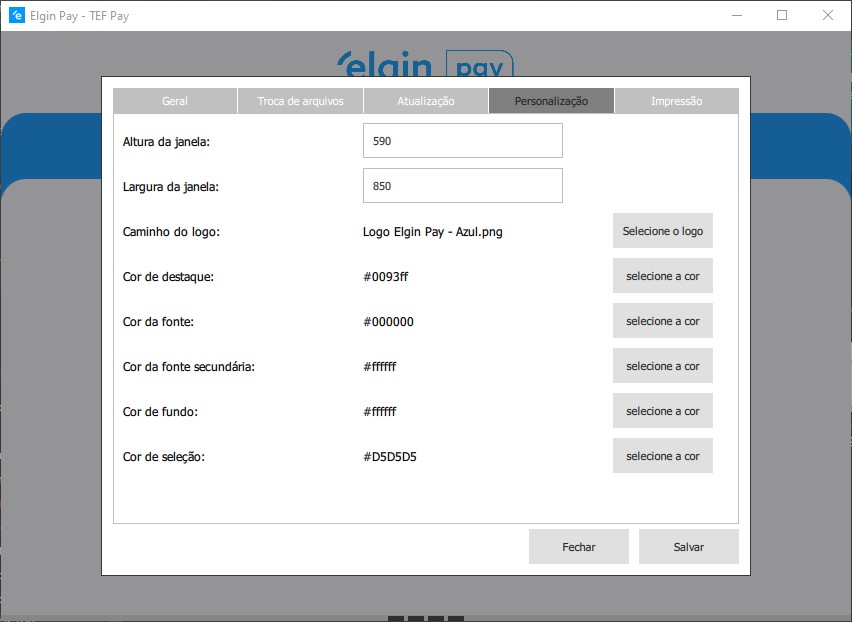 Elgin Pay - TEF Pay
elgin pay
Geral Troca de arquivos Atualização Personalização Impressão
Altura da janela: 590
Largura da janela: 850
Caminho do logo: Logo Elgin Pay - Azul.png Selecione o logo
Cor de destaque: #0093ff selecione a cor
Cor da fonte: #000000 selecione a cor
Cor da fonte secundária: #ffffff selecione a cor
Cor de fundo: #ffffff selecione a cor
Cor de seleção: #D5D5D5 selecione a cor
Fechar Salvar